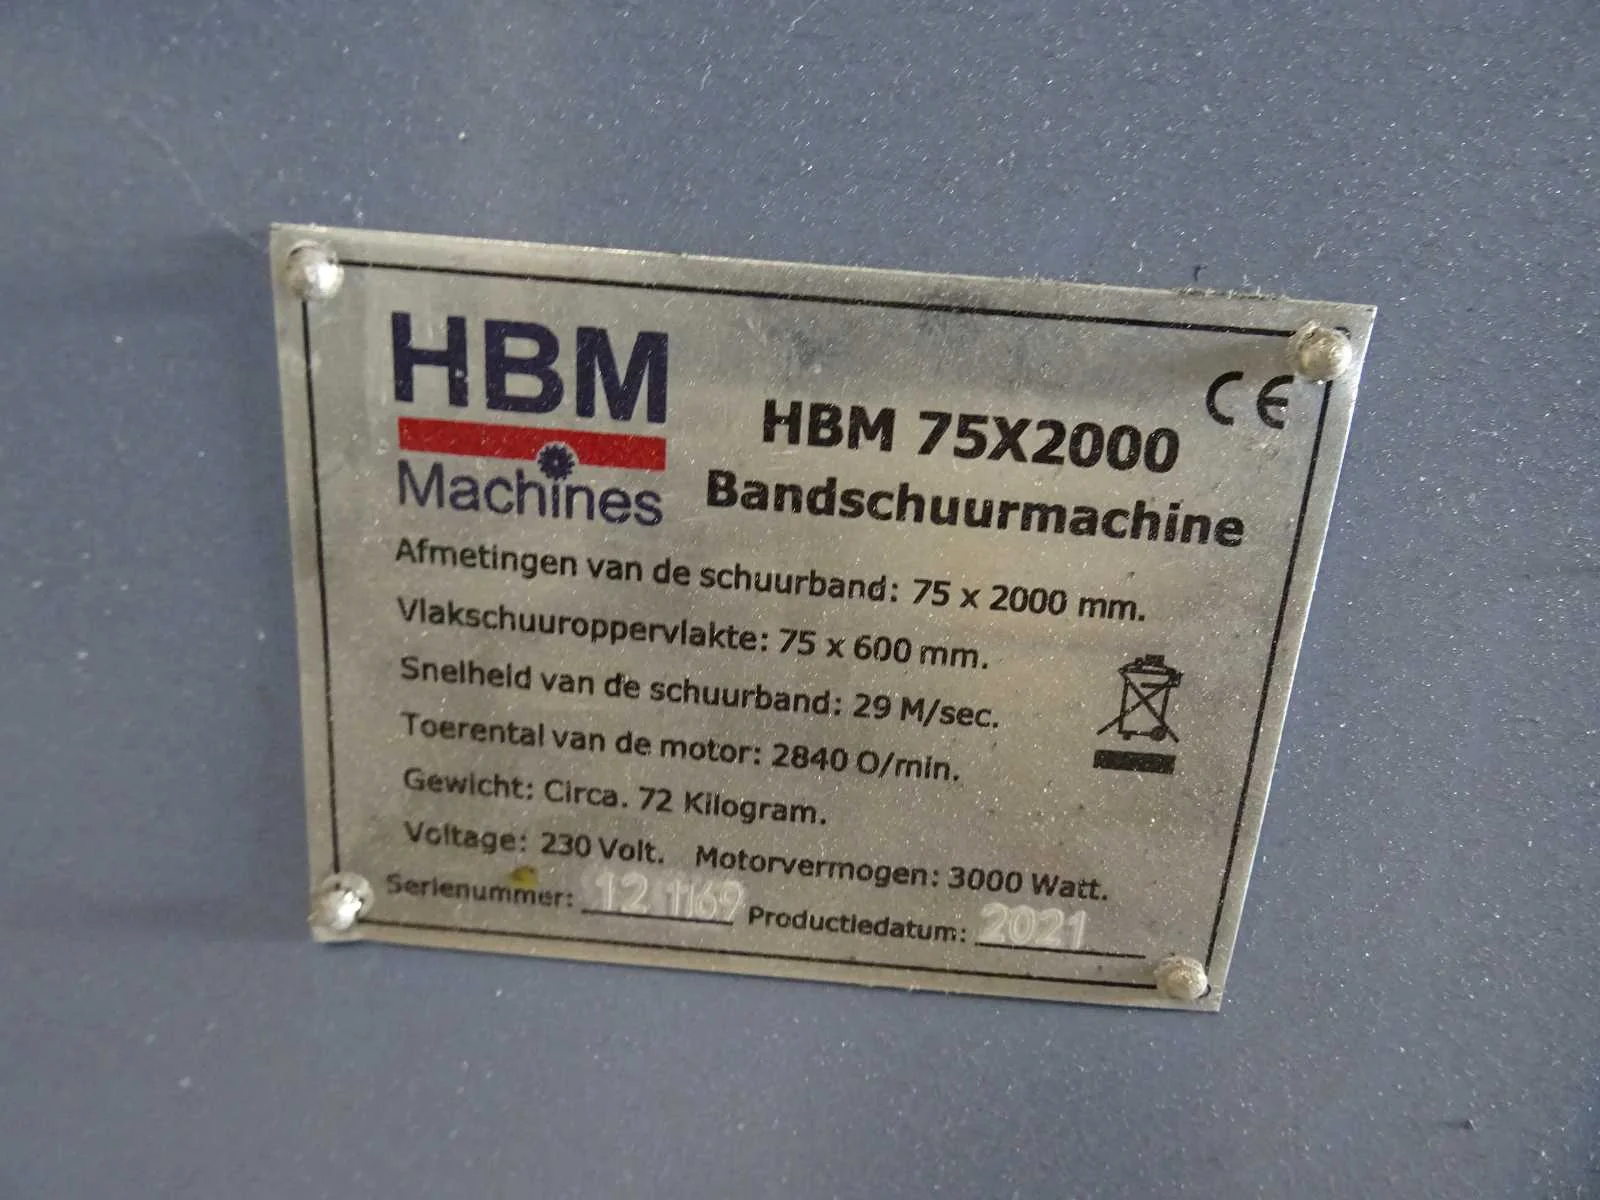 HBM
Machines
CE
HBM 75X2000
Bandschuurmachine
Afmetingen van de schuurband: 75 x 2000 mm.
Vlakschuuroppervlakte: 75 x 600 mm.
Snelheid van de schuurband: 29 M/sec.
Toerental van de motor: 2840 O/min.
Gewicht: Circa. 72 Kilogram.
Voltage: 230 Volt. Motorvermogen: 3000 Watt.
Serienummer: 12 1169 Productiedatum: 2021